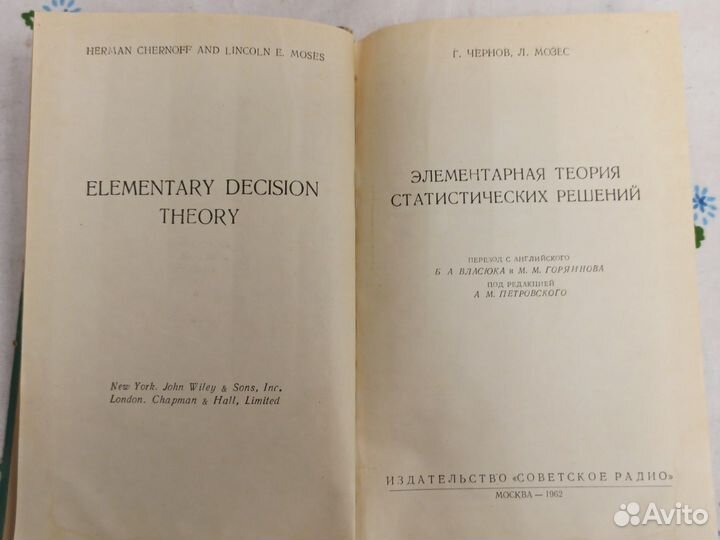 HERMAN CHERNOFF AND LINCOLN E. MOSES
ELEMENTARY DECISION
THEORY
New York. John Wiley & Sons, Inc.
London. Chapman & Hall, Limited
Г. ЧЕРНОВ, Л. МОЗЕС
ЭЛЕМЕНТАРНАЯ ТЕОРИЯ
СТАТИСТИЧЕСКИХ РЕШЕНИЙ
ПЕРЕВОД С АНГЛИЙСКОГО
Б. А ВЛАСЮКА и М. М. ГОРЯИНОВА
ПОД РЕДАКЦИЕЙ
А М. ПЕТРОВСКОГО
ИЗДАТЕЛЬСТВО «СОВЕТСКОЕ РАДИО»
МОСКВА — 1962
Avito